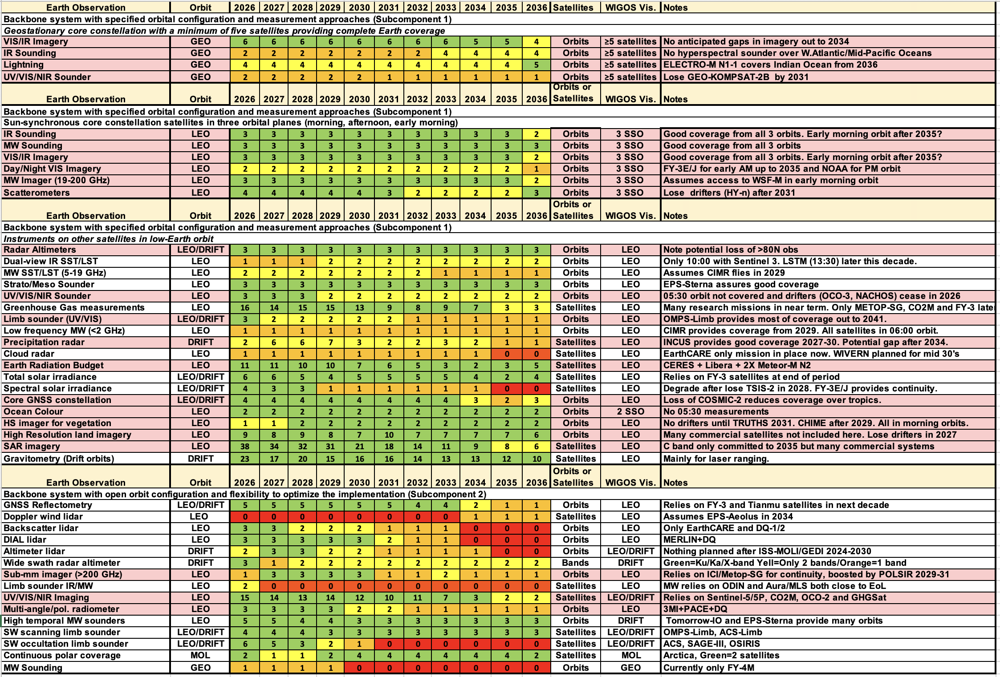 Earth Observation Orbit 2026 2027 2028 2029 2030 2031 2032 2033 2034 2035 2036 Satellites WIGOS Vis. Notes
Backbone system with specified orbital configuration and measurement approaches (Subcomponent 1)
Geostationary core constellation with a minimum of five satellites providing complete Earth coverage
VIS/IR Imagery GEO 6 6 6 6 6 6 6 6 5 5 4 Orbits ≥5 satellites No anticipated gaps in imagery out to 2034
IR Sounding GEO 2 2 2 2 2 2 2 4 4 4 4 Orbits ≥5 satellites No hyperspectral sounder over W.Atlantic/Mid-Pacific Oceans
Lightning GEO 4 4 4 4 4 4 4 4 4 4 5 Orbits ≥5 satellites ELECTRO-M N1-1 covers Indian Ocean from 2036
UV/VIS/NIR Sounder GEO 2 2 2 2 2 1 1 1 1 1 1 Orbits ≥5 satellites Lose GEO-KOMPSAT-2B by 2031
Orbits or
Earth Observation Orbit 2026 2027 2028 2029 2030 2031 2032 2033 2034 2035 2036 Satellites WIGOS Vis. Notes
Backbone system with specified orbital configuration and measurement approaches (Subcomponent 1)
Sun-synchronous core constellation satellites in three orbital planes (morning, afternoon, early morning)
IR Sounding LEO 3 3 3 3 3 3 3 3 3 3 2 Orbits 3 SSO Good coverage from all 3 orbits. Early morning orbit after 2035?
MW Sounding LEO 3 3 3 3 3 3 3 3 3 3 3 Orbits 3 SSO Good coverage from all 3 orbits
VIS/IR Imagery LEO 3 3 3 3 3 3 3 3 3 3 2 Orbits 3 SSO Good coverage from all 3 orbits. Early morning orbit after 2035?
Day/Night VIS Imagery LEO 2 2 2 2 2 2 2 2 2 2 1 Orbits 3 SSO FY-3E/J for early AM up to 2035 and NOAA for PM orbit
MW Imager (19-200 GHz) LEO 3 3 3 3 3 3 3 3 3 3 2 Orbits 3 SSO Assumes access to WSF-M in early morning orbit
Scatterometers LEO 4 4 4 4 4 3 2 2 2 2 3 Orbits 3 SSO Lose drifters (HY-n) after 2031
Orbits or
Earth Observation Orbit 2026 2027 2028 2029 2030 2031 2032 2033 2034 2035 2036 Satellites WIGOS Vis. Notes
Backbone system with specified orbital configuration and measurement approaches (Subcomponent 1)
Instruments on other satellites in low-Earth orbit
Radar Altimeters LEO/DRIFT 3 3 3 3 3 3 3 3 3 3 3 Orbits LEO Note potential loss of >80N obs
Dual-view IR SST/LST LEO 1 1 1 2 2 2 2 2 2 2 2 Orbits LEO Only 10:00 with Sentinel 3. LSTM (13:30) later this decade.
MW SST/LST (5-19 GHz) LEO 2 2 2 2 2 2 2 1 1 1 1 Orbits LEO Assumes CIMR flies in 2029
Strato/Meso Sounder LEO 3 3 3 3 3 3 3 3 3 3 3 Orbits LEO EPS-Sterna assures good coverage
UV/VIS/NIR Sounder LEO 3 3 3 2 2 2 2 2 2 2 2 Orbits LEO 05:30 orbit not covered and drifters (OCO-3, NACHOS) cease in 2026
Greenhouse Gas measurements LEO 16 14 15 15 13 9 8 9 7 3 3 Satellites LEO Many research missions in near term. Only METOP-SG, CO2M and FY-3 later
Limb sounder (UV/VIS) LEO/DRIFT 3 2 2 2 2 2 1 1 1 1 1 Orbits LEO OMPS-Limb provides most of coverage out to 2041.
Low frequency MW (<2 GHz) LEO 1 1 1 1 1 1 1 1 1 1 1 Orbits LEO CIMR provides coverage from 2029. All satellites in 06:00 orbit.
Precipitation radar DRIFT 2 6 6 7 3 2 2 3 2 1 1 Satellites LEO INCUS provides good coverage 2027-30. Potential gap after 2034.
Cloud radar LEO 1 1 1 1 1 1 1 1 1 0 0 Satellites LEO EarthCARE only mission in place now. WIVERN planned for mid 30's
Earth Radiation Budget LEO 11 11 10 10 7 6 5 3 2 3 5 Satellites LEO CERES + Libera + 2X Meteor-M N2
Total solar irradiance LEO/DRIFT 6 6 5 4 5 5 5 5 4 2 4 Satellites LEO Relies on FY-3 satellites at end of period
Spectral solar irradiance LEO/DRIFT 4 3 3 1 1 1 1 1 1 0 0 Satellites LEO Degrade after lose TSIS-2 in 2028. FY-3E/J provides continuity.
Core GNSS constellation LEO/DRIFT 4 4 4 4 4 4 4 4 3 2 3 Orbits LEO Loss of COSMIC-2 reduces coverage over tropics.
Ocean Colour LEO 2 2 2 2 2 2 2 2 2 2 2 Orbits 2 SSO No 05:30 measurements
HS imager for vegetation LEO 1 1 2 2 2 2 2 2 2 2 2 Orbits LEO No drifters until TRUTHS 2031. CHIME after 2029. All in morning orbits.
High Resolution land imagery LEO 9 8 9 8 7 10 7 7 7 7 6 Orbits LEO Many commercial satellites not included here. Lose drifters in 2027
SAR imagery LEO 38 34 32 31 21 18 14 11 9 8 6 Satellites LEO C band only committed to 2035 but many commercial systems
Gravitometry (Drift orbits) DRIFT 23 17 20 15 16 16 14 13 13 12 10 Satellites LEO Mainly for laser ranging.
Orbits or
Earth Observation Orbit 2026 2027 2028 2029 2030 2031 2032 2033 2034 2035 2036 Satellites WIGOS Vis. Notes
Backbone system with open orbit configuration and flexibility to optimize the implementation (Subcomponent 2)
GNSS Reflectometry LEO/DRIFT 5 5 5 5 5 5 4 4 2 1 1 Orbits LEO Relies on FY-3 and Tianmu satellites in next decade
Doppler wind lidar LEO 0 0 0 0 0 0 0 0 1 1 1 Satellites LEO Assumes EPS-Aeolus in 2034
Backscatter lidar LEO 3 3 2 2 2 1 1 1 0 0 0 Orbits LEO Only EarthCARE and DQ-1/2
DIAL lidar LEO 3 3 3 3 3 2 1 1 0 0 0 Orbits LEO MERLIN+DQ
Altimeter lidar DRIFT 2 3 3 2 2 1 1 1 1 0 0 Orbits LEO/DRIFT Nothing planned after ISS-MOLI/GEDI 2024-2030
Wide swath radar altimeter DRIFT 3 1 2 2 2 2 2 2 2 2 2 Bands DRIFT Green=Ku/Ka/X-band Yell=Only 2 bands/Orange=1 band
Sub-mm imager (>200 GHz) LEO 1 3 3 3 3 1 1 2 1 1 1 Orbits LEO Relies on ICI/Metop-SG for continuity, boosted by POLSIR 2029-31
Limb sounder IR/MW LEO 2 0 0 0 0 0 0 0 0 0 0 Satellites LEO MW relies on ODIN and Aura/MLS both close to EoL
UV/VIS/NIR Imaging LEO 15 14 13 14 12 10 11 7 3 2 2 Satellites LEO/DRIFT Relies on Sentinel-5/5P, CO2M, OCO-2 and GHGSat
Multi-angle/pol. radiometer LEO 3 3 3 3 2 2 1 1 1 1 1 Orbits LEO 3MI+PACE+DQ
High temporal MW sounders LEO 5 5 4 4 3 3 3 3 3 3 3 Orbits DRIFT Tomorrow-IO and EPS-Sterna provide many orbits
SW scanning limb sounder LEO/DRIFT 4 4 4 3 3 3 3 3 3 3 3 Satellites LEO/DRIFT OMPS-Limb, ACS-Limb
SW occultation limb sounder LEO/DRIFT 6 5 3 2 1 0 0 0 0 0 0 Satellites LEO/DRIFT ACS, SAGE-III, OSIRIS
Continuous polar coverage MOL 2 1 1 2 4 4 4 4 4 4 2 Satellites MOL Arctica, Green=2 satellites
MW Sounding GEO 1 1 1 1 0 0 0 0 0 0 0 Orbits GEO Currently only FY-4M